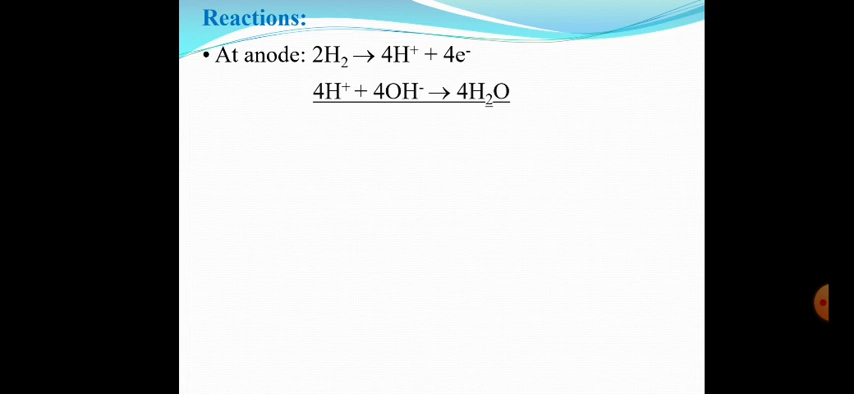 Reactions:
• At anode: 2H₂ → 4H⁺ + 4e⁻
4H⁺ + 4OH⁻ → 4H₂O